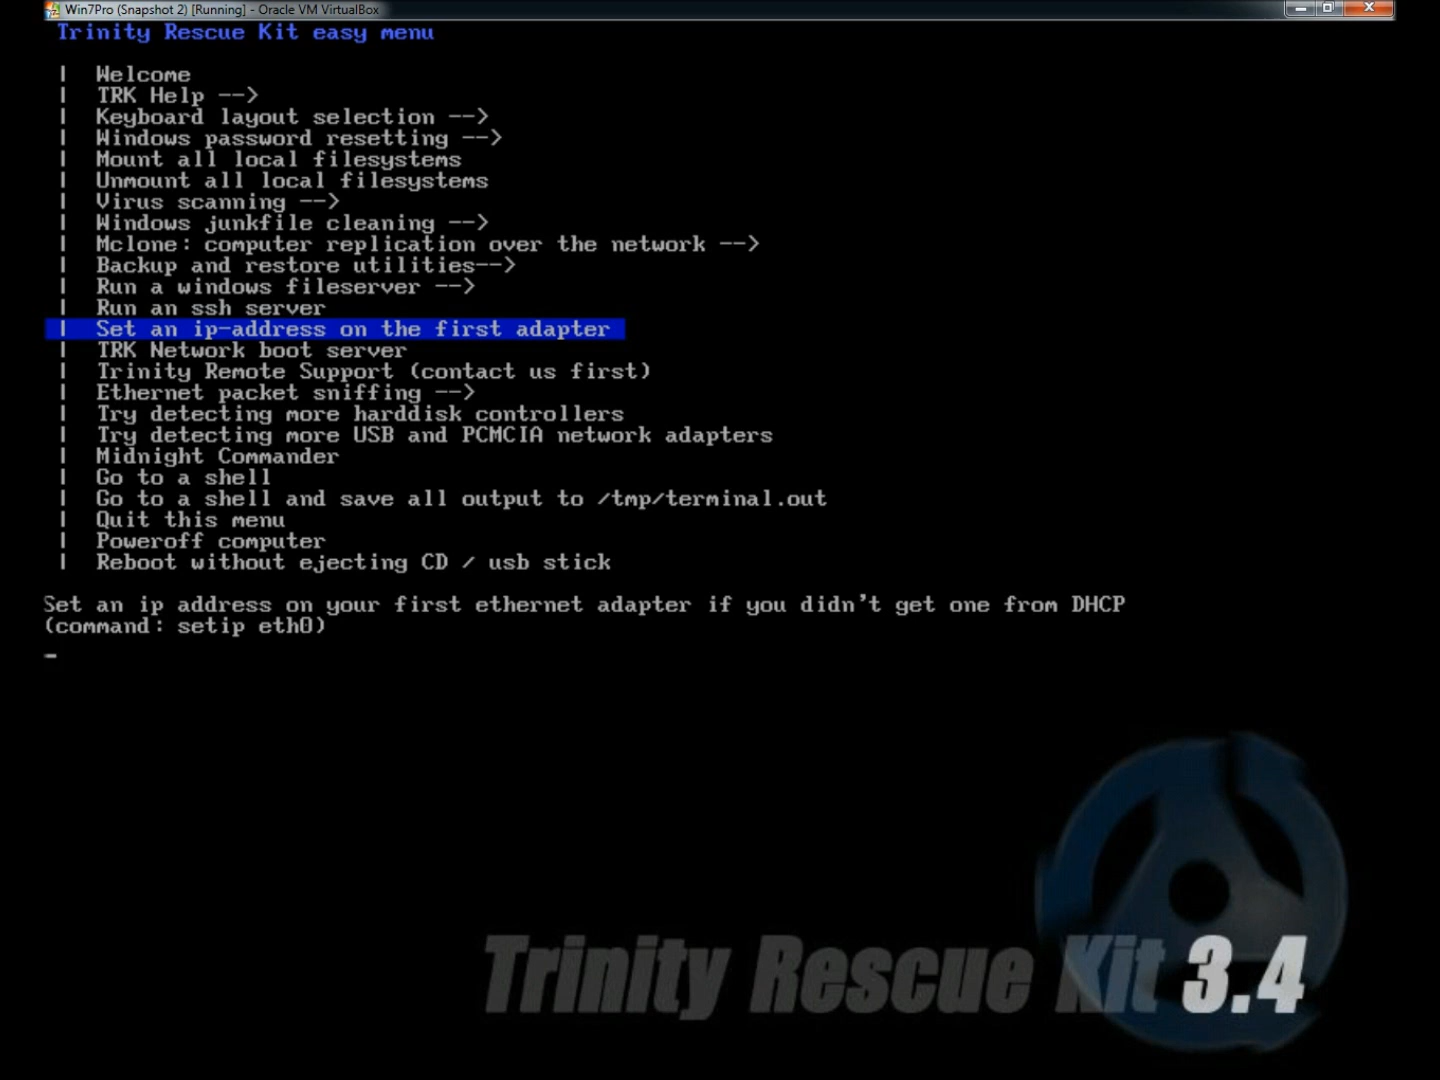 Win7Pro (Snapshot 2) [Running] - Oracle VM VirtualBox
Trinity Rescue Kit easy menu
| Welcome
| TRK Help -->
| Keyboard layout selection -->
| Windows password resetting -->
| Mount all local filesystems
| Unmount all local filesystems
| Virus scanning -->
| Windows junkfile cleaning -->
| Mclone: computer replication over the network -->
| Backup and restore utilities-->
| Run a windows fileserver -->
| Run an ssh server
| Set an ip-address on the first adapter
| TRK Network boot server
| Trinity Remote Support (contact us first)
| Ethernet packet sniffing -->
| Try detecting more harddisk controllers
| Try detecting more USB and PCMCIA network adapters
| Midnight Commander
| Go to a shell
| Go to a shell and save all output to /tmp/terminal.out
| Quit this menu
| Poweroff computer
| Reboot without ejecting CD / usb stick
Set an ip address on your first ethernet adapter if you didn't get one from DHCP
(command: setip eth0)
Trinity Rescue Kit 3.4